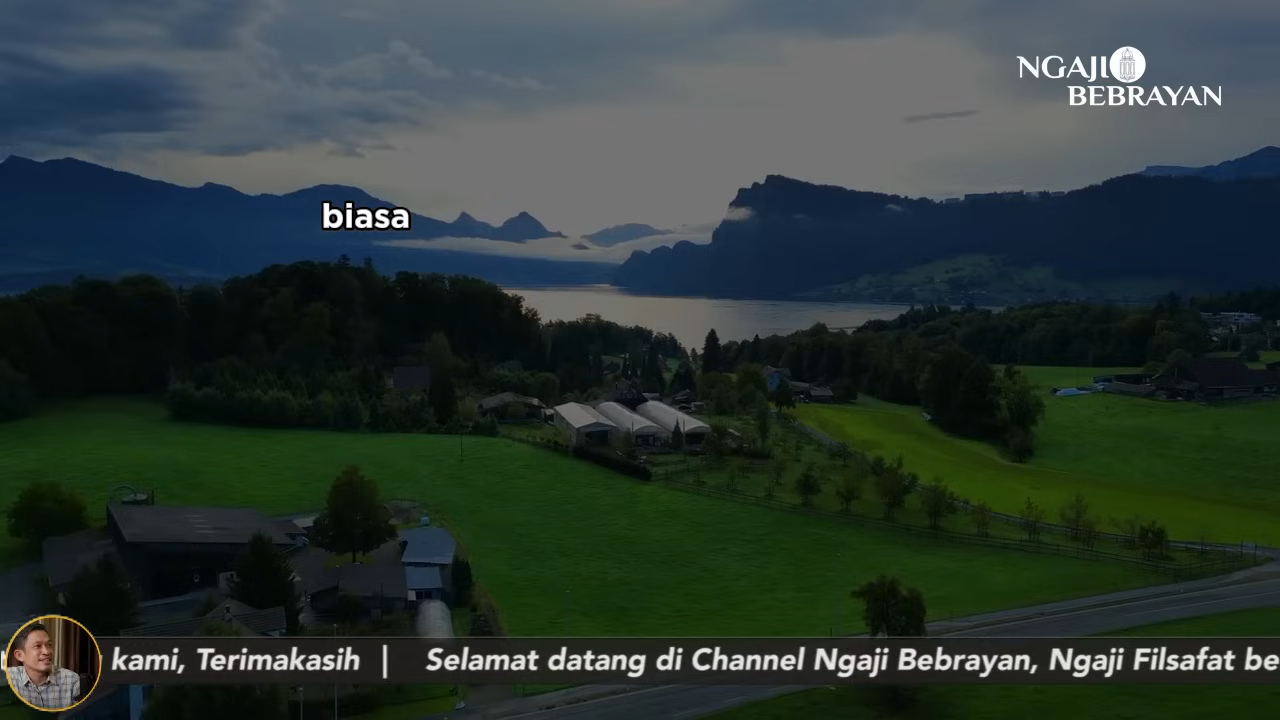 NGAJI
BEBRAYAN
biasa
kami, Terimakasih | Selamat datang di Channel Ngaji Bebrayan, Ngaji Filsafat be